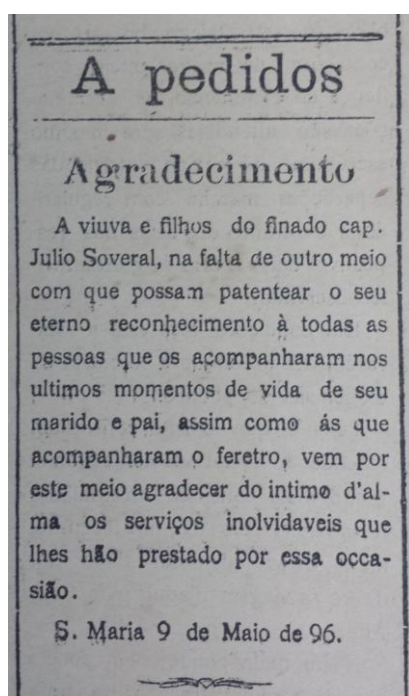 A pedidos
Agradecimento
A viuva e filhos do finado cap.
Julio Soveral, na falta de outro meio
com que possam patentear o seu
eterno reconhecimento à todas as
pessoas que os acompanharam nos
ultimos momentos de vida de seu
marido e pai, assim como ás que
acompanharam o feretro, vem por
este meio agradecer do intimo d'al-
ma os serviços inolvidaveis que
lhes hão prestado por essa occa-
sião.
S. Maria 9 de Maio de 96.